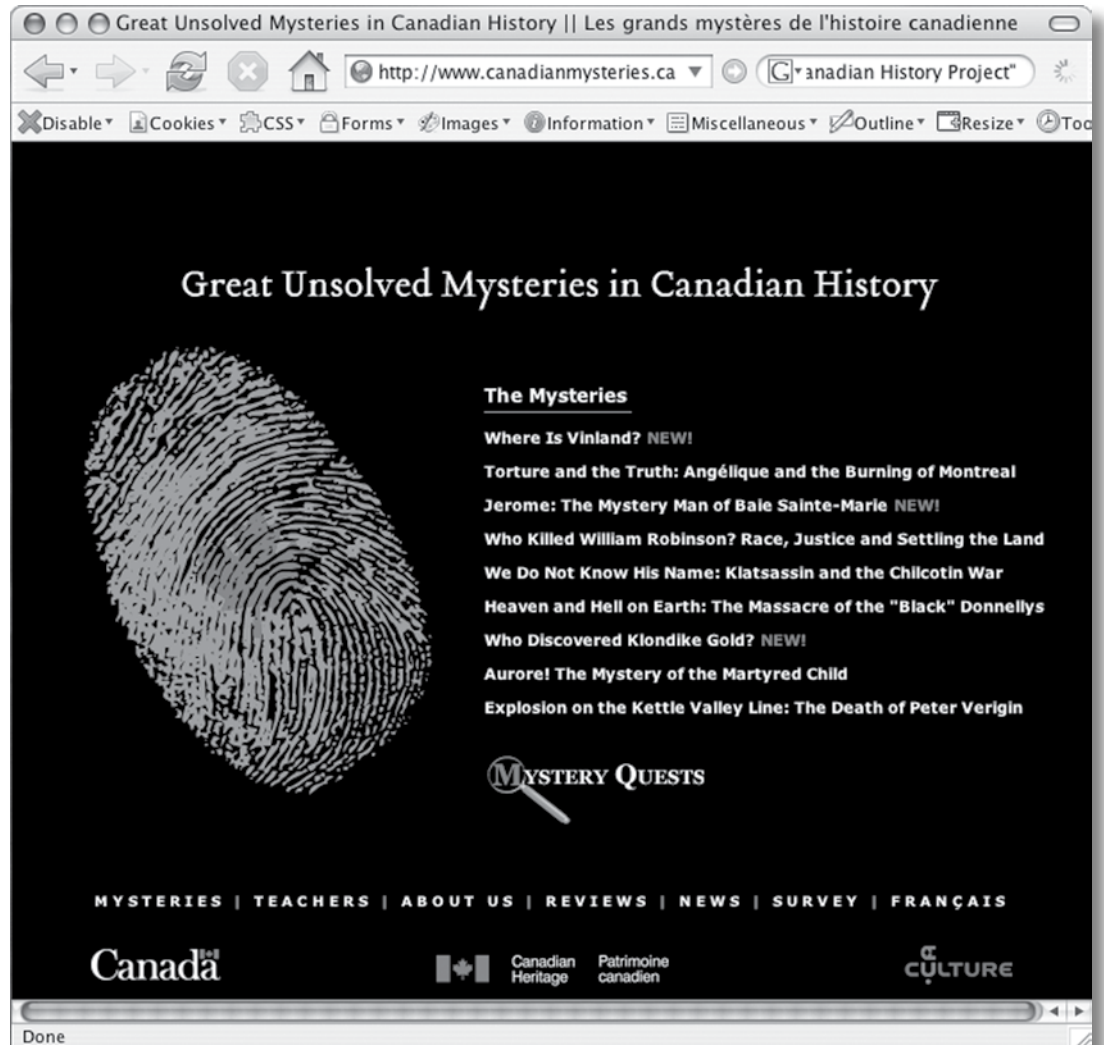 Great Unsolved Mysteries in Canadian History || Les grands mystères de l'histoire canadienne
http://www.canadianmysteries.ca
G anadian History Project"
Disable Cookies CSS Forms Images Information Miscellaneous Outline Resize Too
Great Unsolved Mysteries in Canadian History
The Mysteries
Where Is Vinland? NEW!
Torture and the Truth: Angélique and the Burning of Montreal
Jerome: The Mystery Man of Baie Sainte-Marie NEW!
Who Killed William Robinson? Race, Justice and Settling the Land
We Do Not Know His Name: Klatsassin and the Chilcotin War
Heaven and Hell on Earth: The Massacre of the "Black" Donnellys
Who Discovered Klondike Gold? NEW!
Aurore! The Mystery of the Martyred Child
Explosion on the Kettle Valley Line: The Death of Peter Verigin
MYSTERY QUESTS
MYSTERIES | TEACHERS | ABOUT US | REVIEWS | NEWS | SURVEY | FRANÇAIS
Canada
Canadian Heritage
Patrimoine canadien
CULTURE
Done